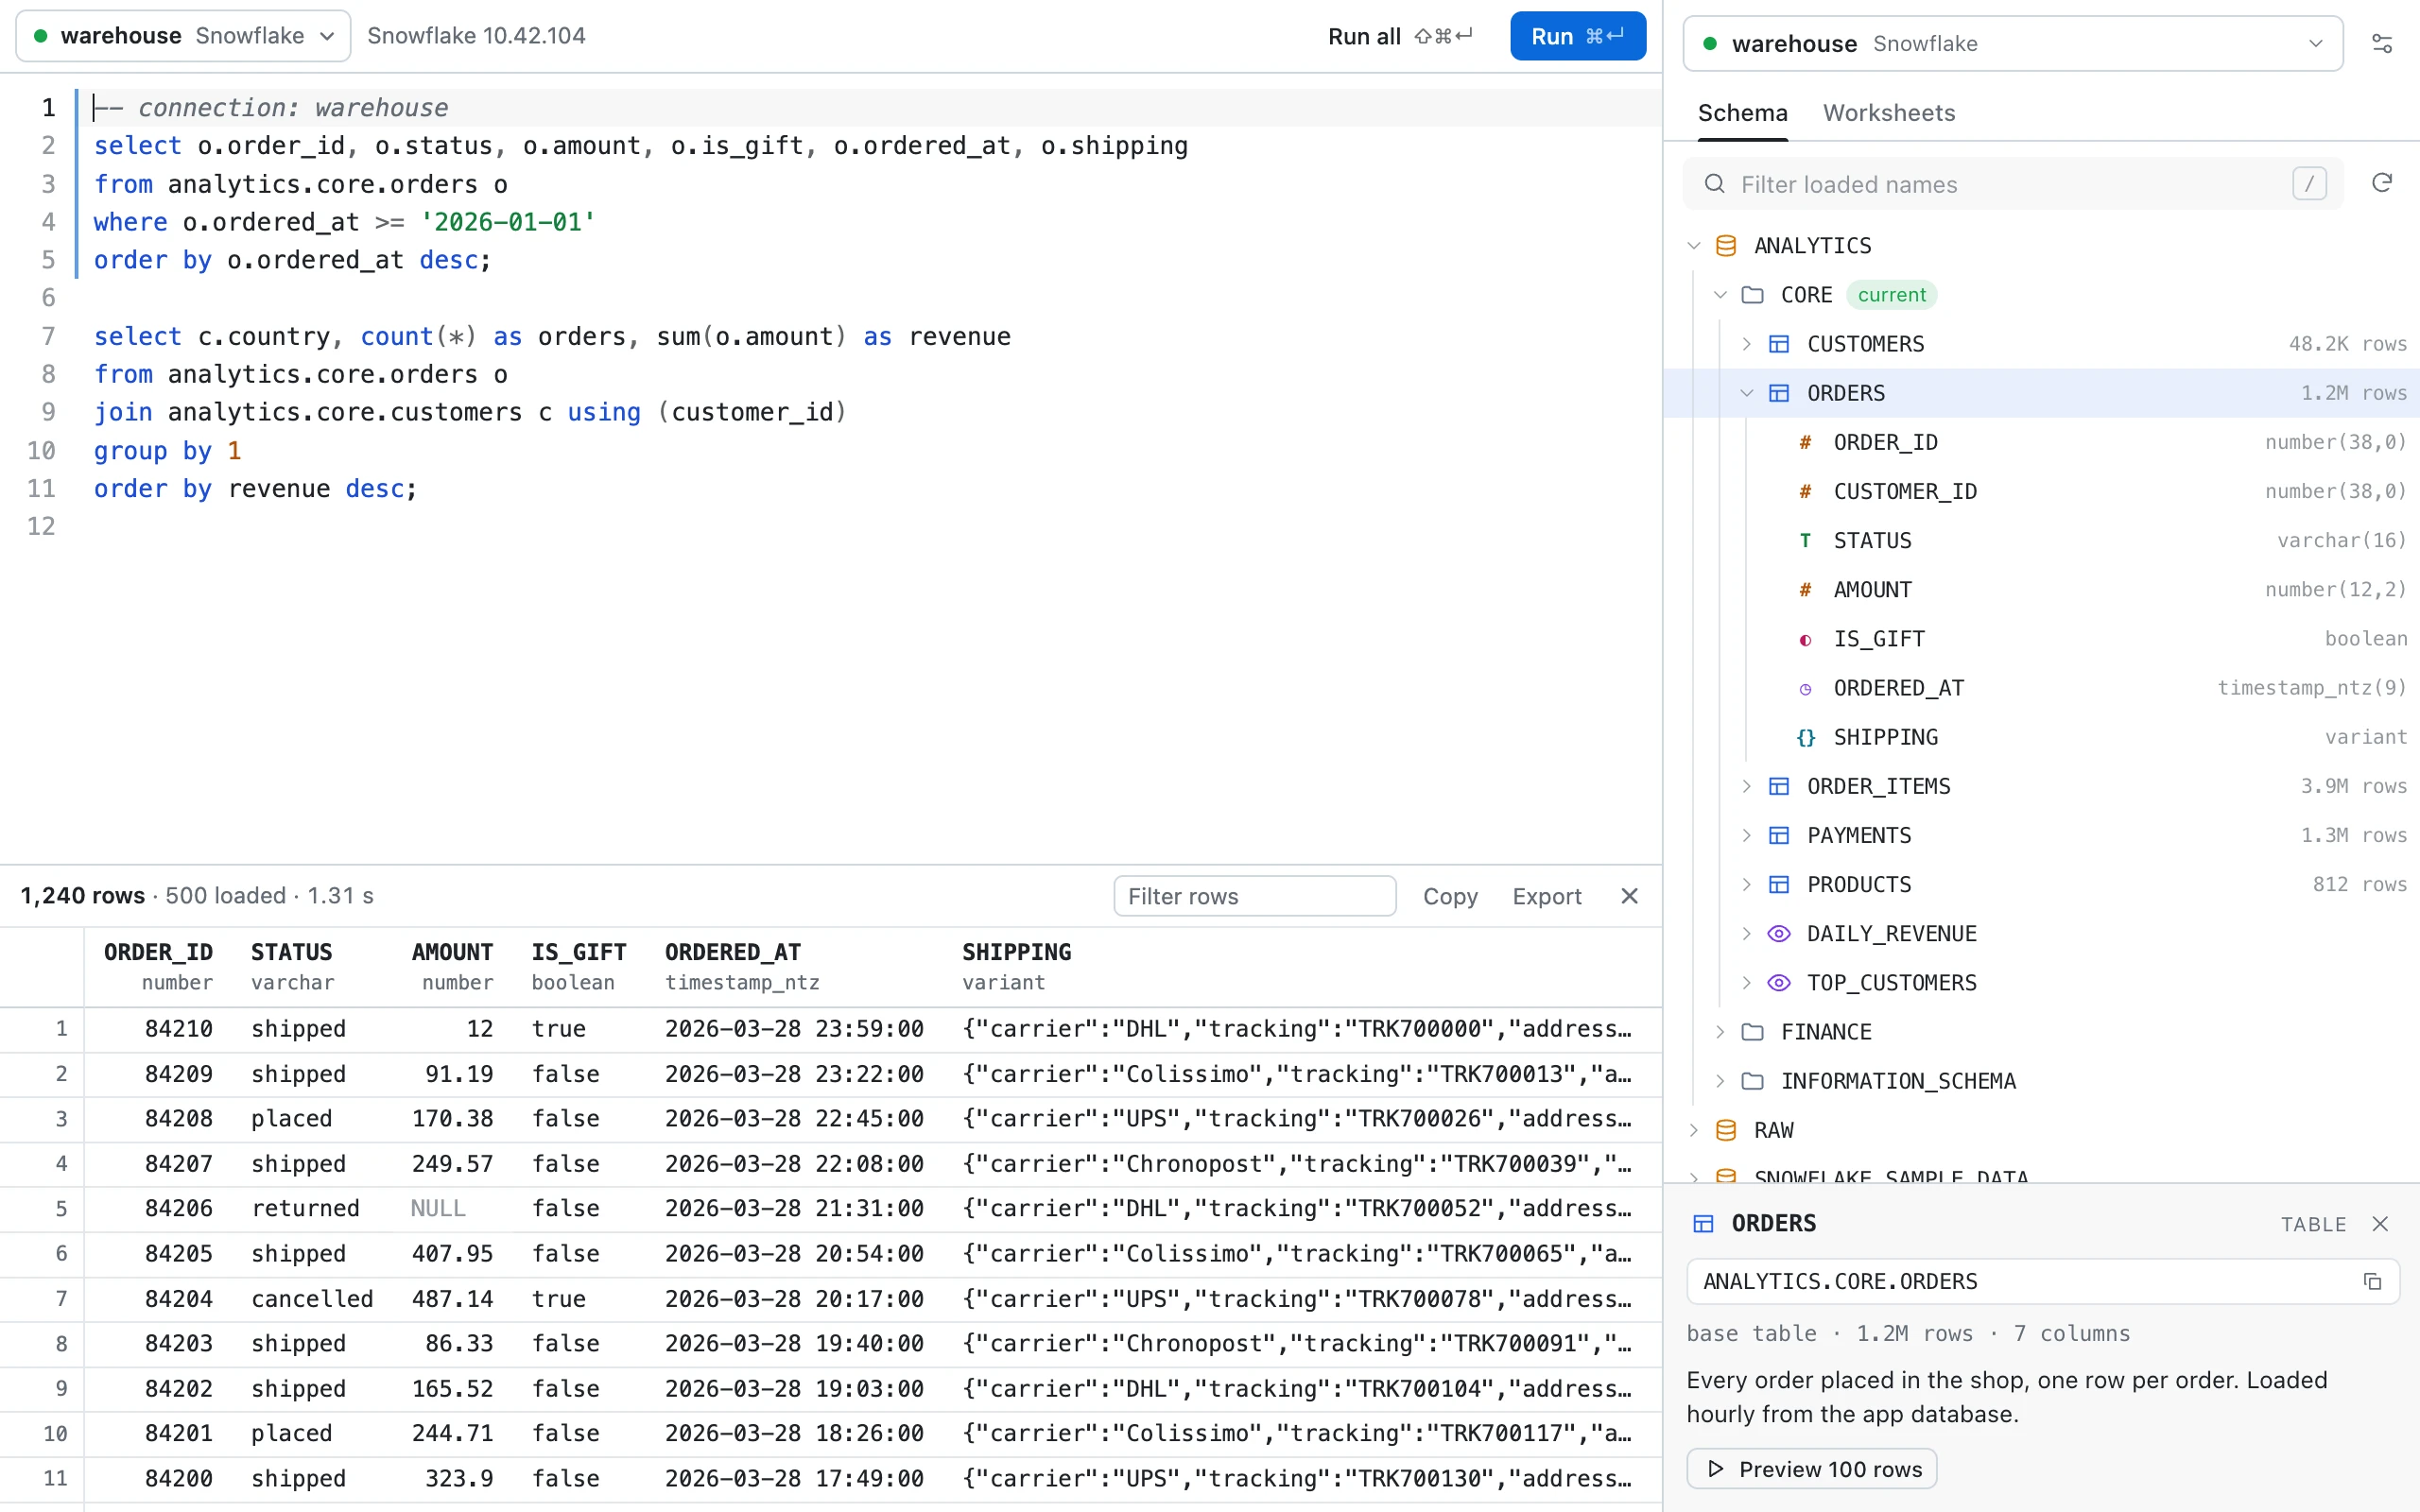 warehouse Snowflake Snowflake 10.42.104 Run all ⇧⌘↵ Run ⌘↵
1 -- connection: warehouse
2 select o.order_id, o.status, o.amount, o.is_gift, o.ordered_at, o.shipping
3 from analytics.core.orders o
4 where o.ordered_at >= '2026-01-01'
5 order by o.ordered_at desc;
6
7 select c.country, count(*) as orders, sum(o.amount) as revenue
8 from analytics.core.orders o
9 join analytics.core.customers c using (customer_id)
10 group by 1
11 order by revenue desc;
12
1,240 rows · 500 loaded · 1.31 s Filter rows Copy Export
ORDER_ID STATUS AMOUNT IS_GIFT ORDERED_AT SHIPPING
number varchar number boolean timestamp_ntz variant
1 84210 shipped 12 true 2026-03-28 23:59:00 {"carrier":"DHL","tracking":"TRK700000","address…
2 84209 shipped 91.19 false 2026-03-28 23:22:00 {"carrier":"Colissimo","tracking":"TRK700013","a…
3 84208 placed 170.38 false 2026-03-28 22:45:00 {"carrier":"UPS","tracking":"TRK700026","address…
4 84207 shipped 249.57 false 2026-03-28 22:08:00 {"carrier":"Chronopost","tracking":"TRK700039","…
5 84206 returned NULL false 2026-03-28 21:31:00 {"carrier":"DHL","tracking":"TRK700052","address…
6 84205 shipped 407.95 false 2026-03-28 20:54:00 {"carrier":"Colissimo","tracking":"TRK700065","a…
7 84204 cancelled 487.14 true 2026-03-28 20:17:00 {"carrier":"UPS","tracking":"TRK700078","address…
8 84203 shipped 86.33 false 2026-03-28 19:40:00 {"carrier":"Chronopost","tracking":"TRK700091","…
9 84202 shipped 165.52 false 2026-03-28 19:03:00 {"carrier":"DHL","tracking":"TRK700104","address…
10 84201 placed 244.71 false 2026-03-28 18:26:00 {"carrier":"Colissimo","tracking":"TRK700117","a…
11 84200 shipped 323.9 false 2026-03-28 17:49:00 {"carrier":"UPS","tracking":"TRK700130","address…
warehouse Snowflake
Schema Worksheets
Filter loaded names /
ANALYTICS
CORE current
CUSTOMERS 48.2K rows
ORDERS 1.2M rows
# ORDER_ID number(38,0)
# CUSTOMER_ID number(38,0)
T STATUS varchar(16)
# AMOUNT number(12,2)
IS_GIFT boolean
ORDERED_AT timestamp_ntz(9)
{} SHIPPING variant
ORDER_ITEMS 3.9M rows
PAYMENTS 1.3M rows
PRODUCTS 812 rows
DAILY_REVENUE
TOP_CUSTOMERS
FINANCE
INFORMATION_SCHEMA
RAW
SNOWFLAKE_SAMPLE_DATA
ORDERS TABLE
ANALYTICS.CORE.ORDERS
base table · 1.2M rows · 7 columns
Every order placed in the shop, one row per order. Loaded
hourly from the app database.
Preview 100 rows